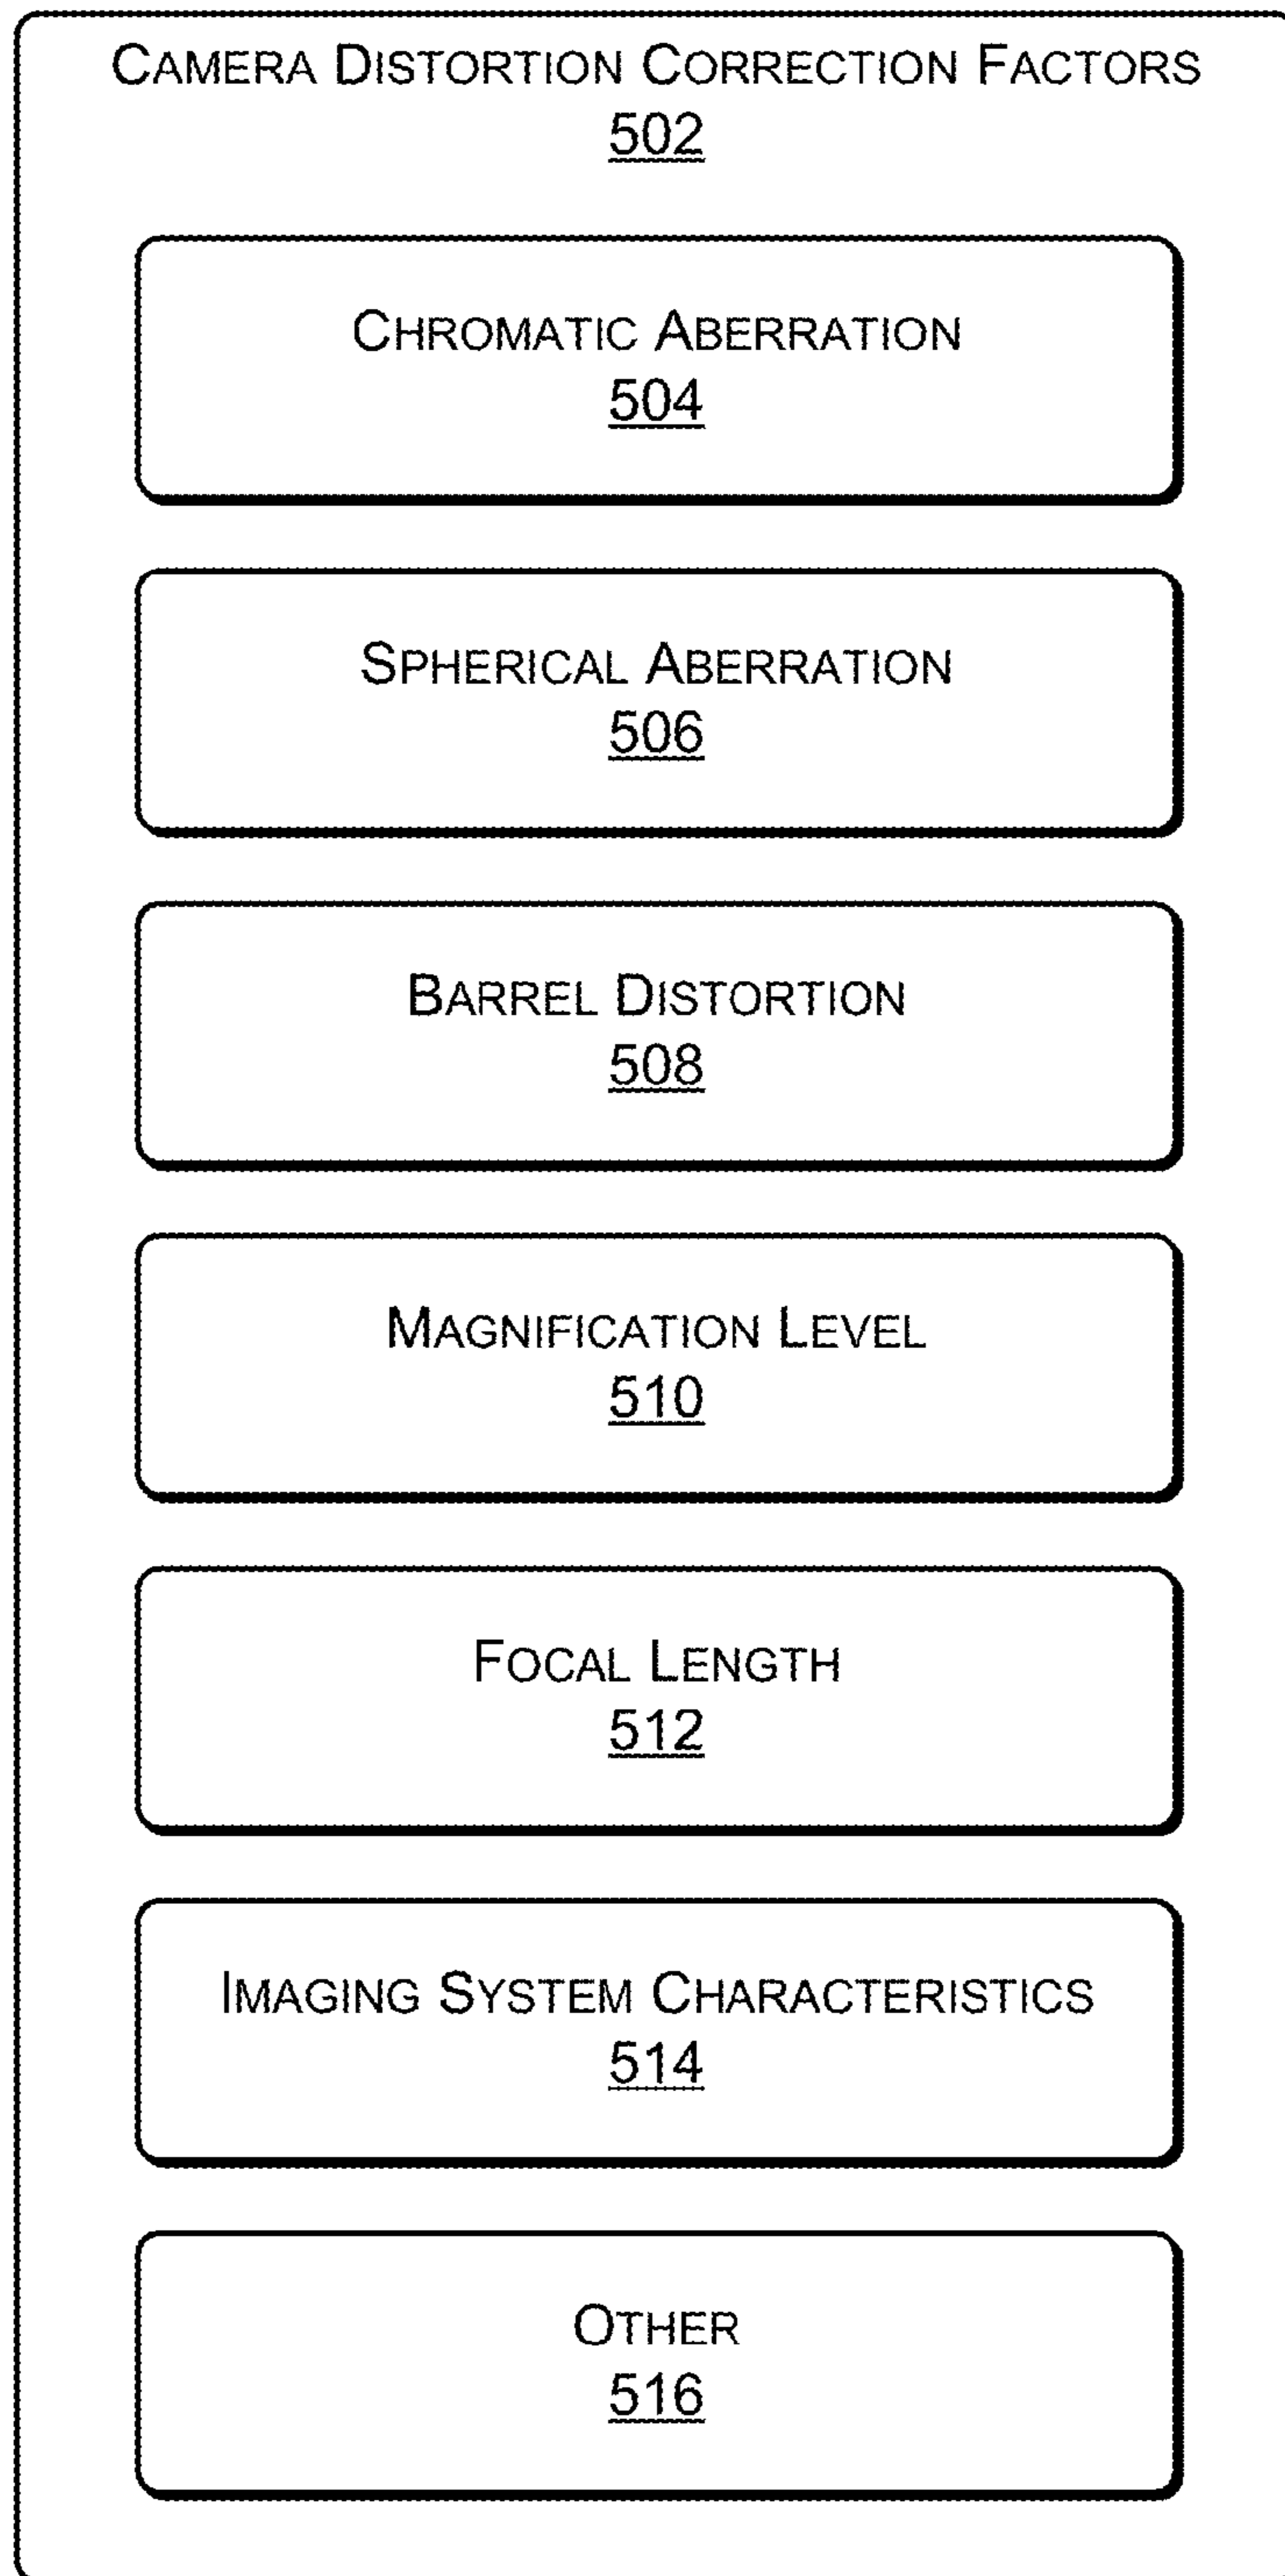 CAMERA DISTORTION CORRECTION FACTORS
502
CHROMATIC ABERRATION
504
SPHERICAL ABERRATION
506
BARREL DISTORTION
508
MAGNIFICATION LEVEL
510
FOCAL LENGTH
512
IMAGING SYSTEM CHARACTERISTICS
514
OTHER
516